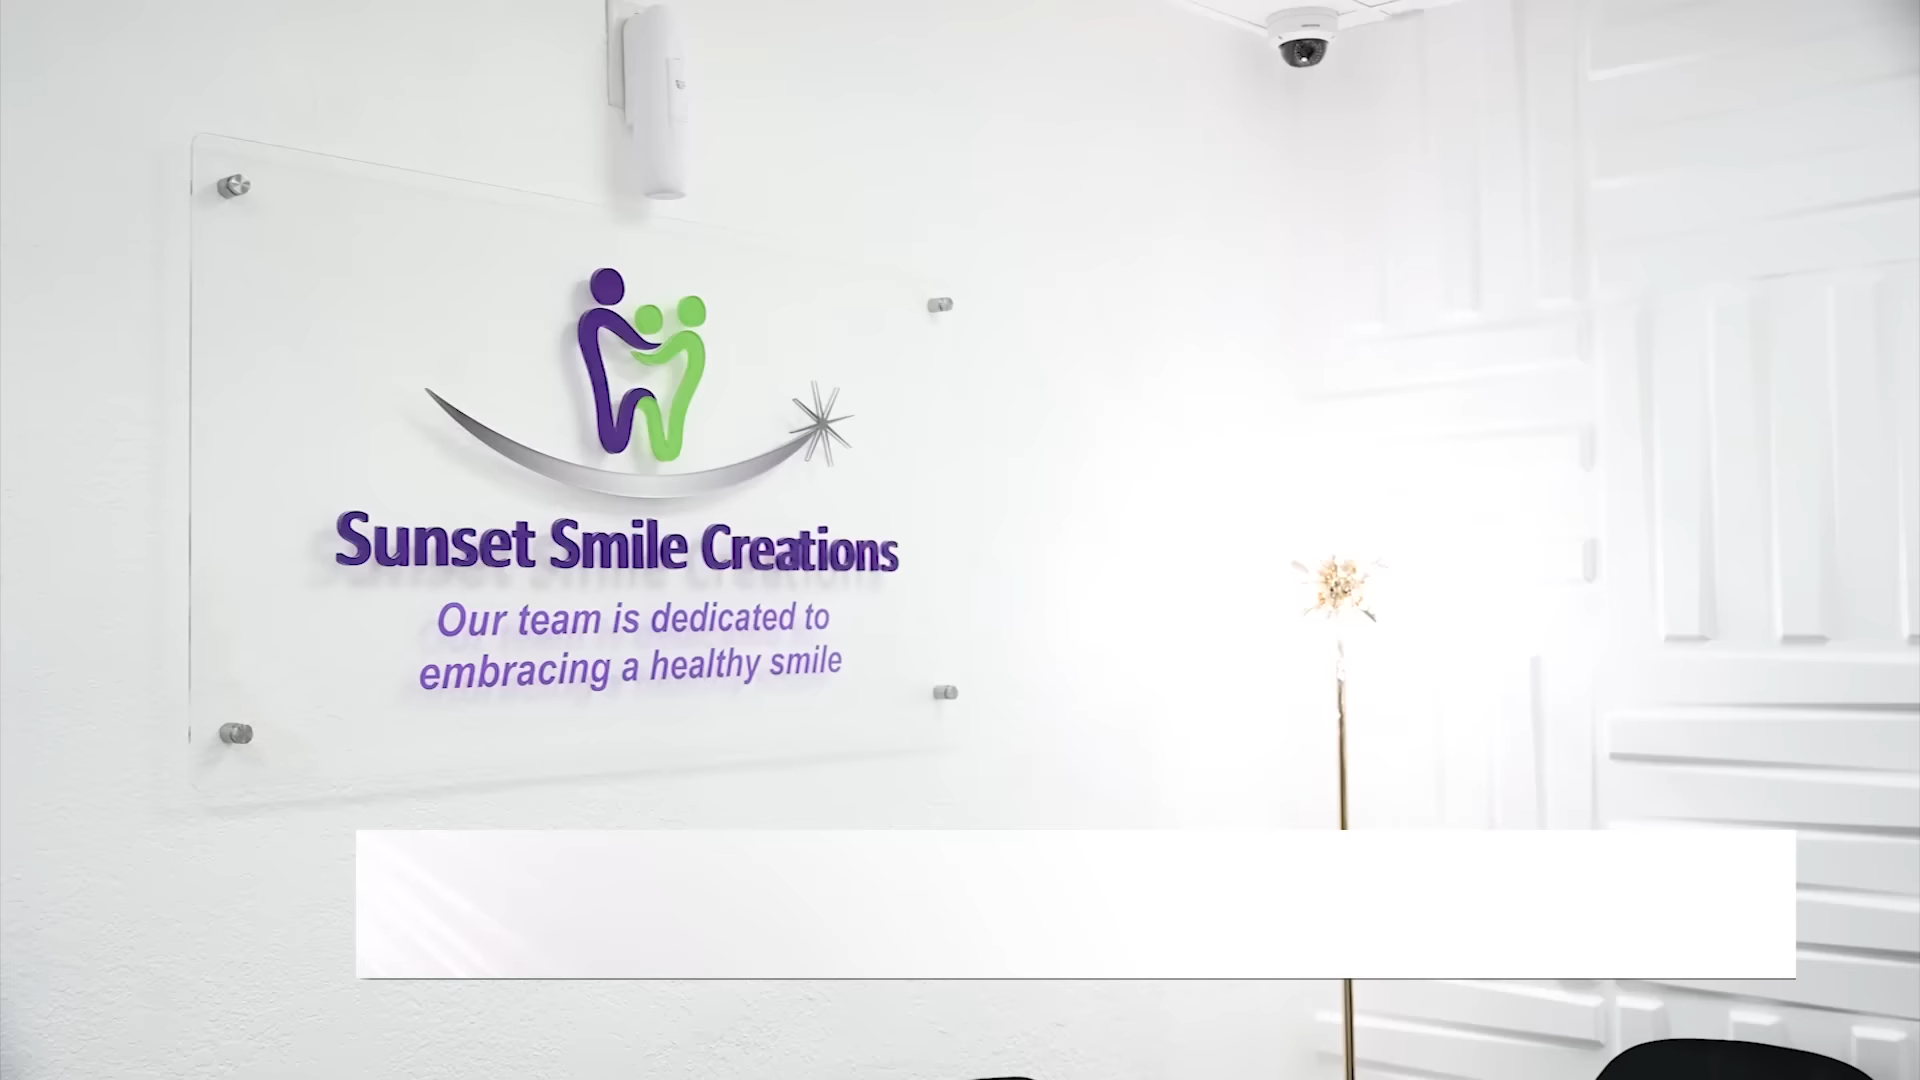 Sunset Smile Creations
Our team is dedicated to
embracing a healthy smile